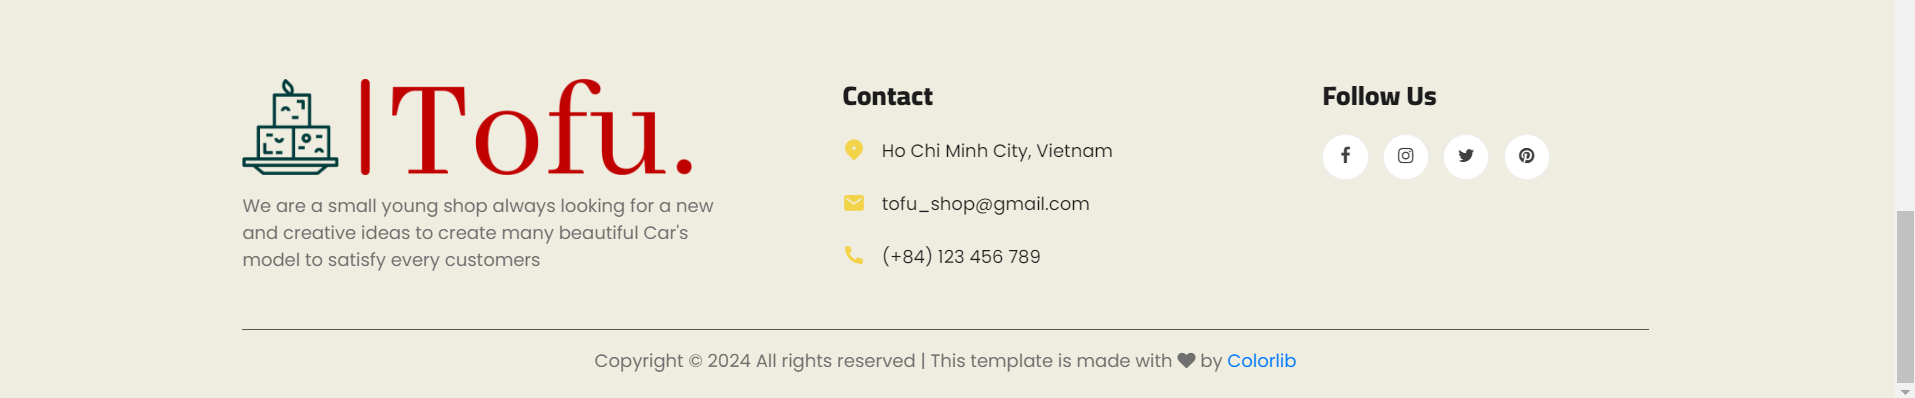 |Tofu.
We are a small young shop always looking for a new
and creative ideas to create many beautiful Car's
model to satisfy every customers
Contact
Ho Chi Minh City, Vietnam
tofu_shop@gmail.com
(+84) 123 456 789
Follow Us
Copyright © 2024 All rights reserved | This template is made with ♥ by Colorlib